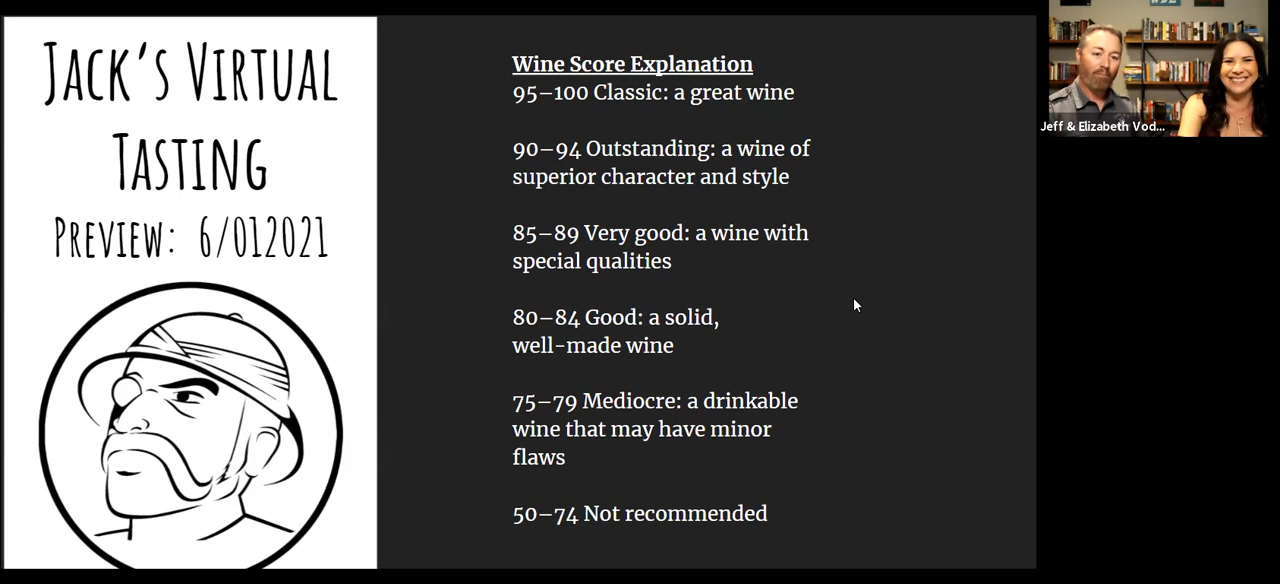 Jack's Virtual
Tasting
Preview: 6/012021
Wine Score Explanation
95–100 Classic: a great wine
90–94 Outstanding: a wine of
superior character and style
85–89 Very good: a wine with
special qualities
80–84 Good: a solid,
well-made wine
75–79 Mediocre: a drinkable
wine that may have minor
flaws
50–74 Not recommended
Jeff & Elizabeth Vod...